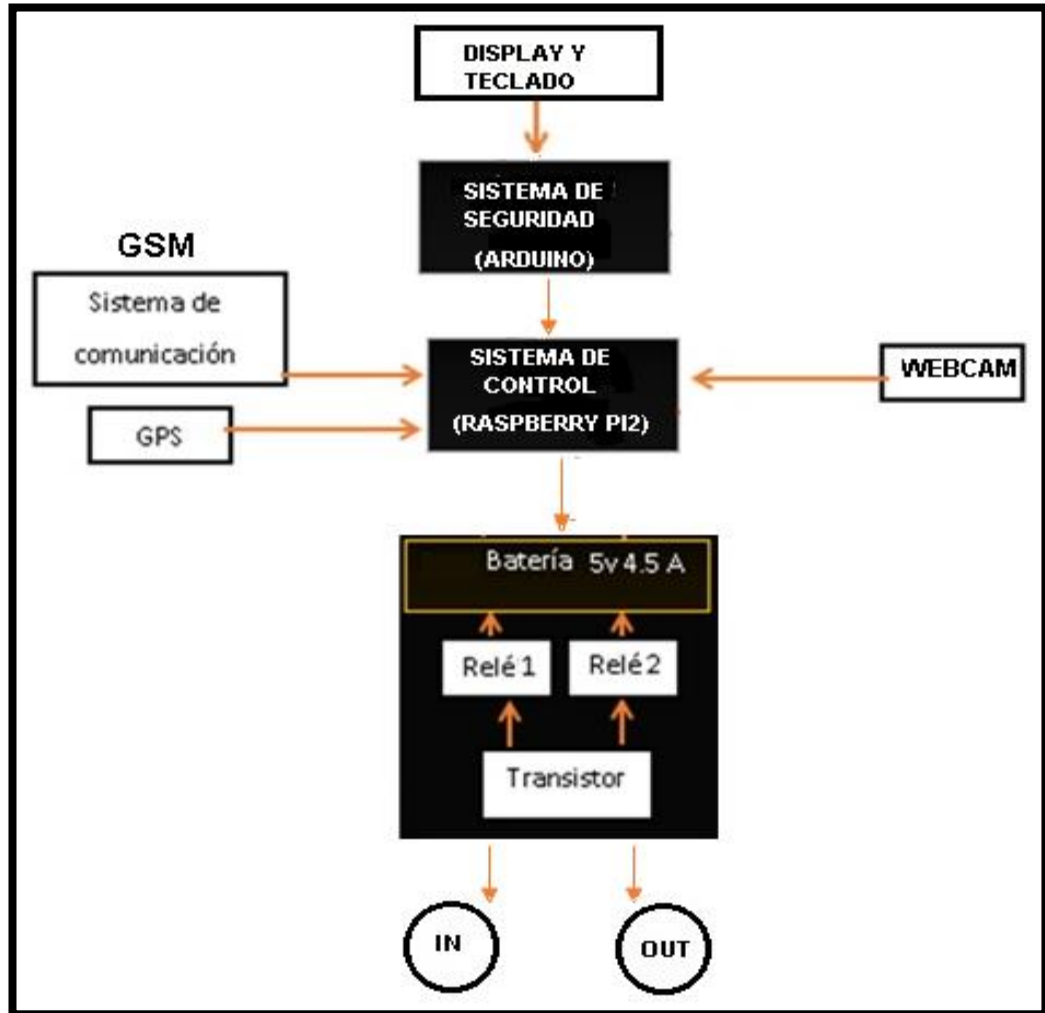 DISPLAY Y
TECLADO
SISTEMA DE
SEGURIDAD
(ARDUINO)
GSM
Sistema de
comunicación
SISTEMA DE
CONTROL
(RASPBERRY PI2)
WEBCAM
GPS
Batería 5v 4.5 A
Relé 1
Relé 2
Transistor
IN
OUT